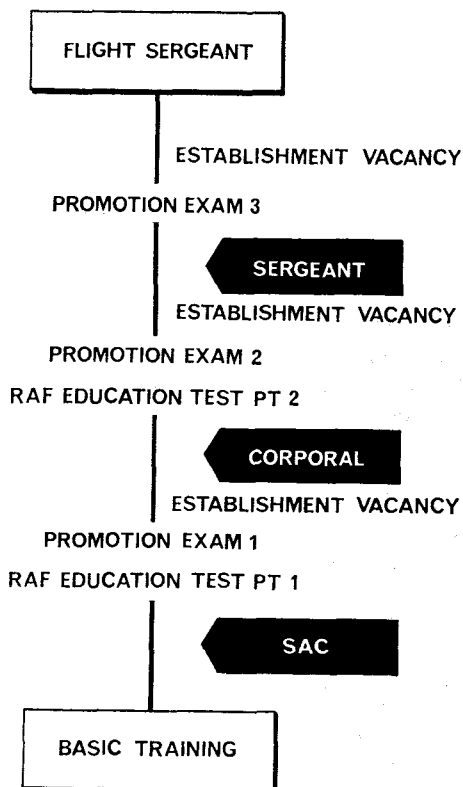 FLIGHT SERGEANT
ESTABLISHMENT VACANCY
PROMOTION EXAM 3
SERGEANT
ESTABLISHMENT VACANCY
PROMOTION EXAM 2
RAF EDUCATION TEST PT 2
CORPORAL
ESTABLISHMENT VACANCY
PROMOTION EXAM 1
RAF EDUCATION TEST PT 1
SAC
BASIC TRAINING